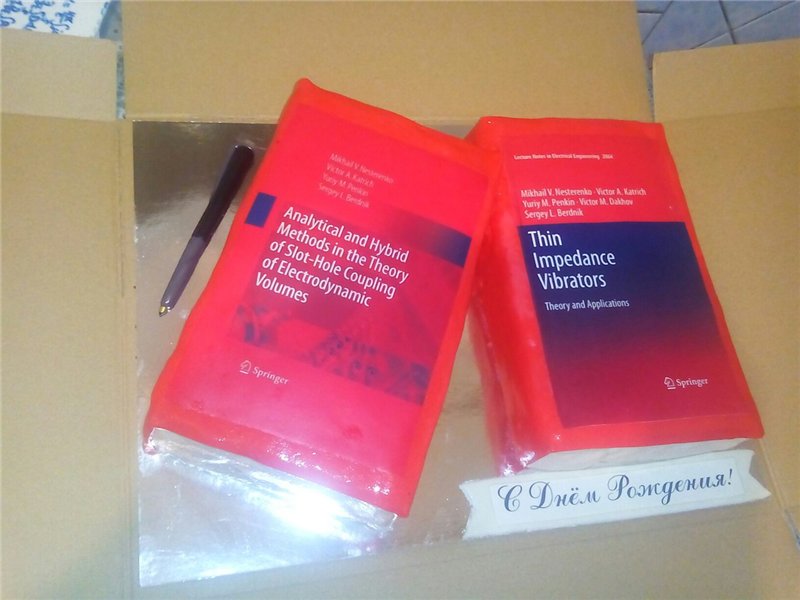 Mikhail V. Nesterenko
Victor A. Katrich
Yuriy M. Penkin
Sergey L. Berdnik
Analytical and Hybrid
Methods in the Theory
of Slot-Hole Coupling
of Electrodynamic
Volumes
Springer
Lecture Notes in Electrical Engineering 2804
Mikhail V. Nesterenko · Victor A. Katrich
Yuriy M. Penkin · Victor M. Dakhov
Sergey L. Berdnik
Thin
Impedance
Vibrators
Theory and Applications
Springer
С Днём Рождения!